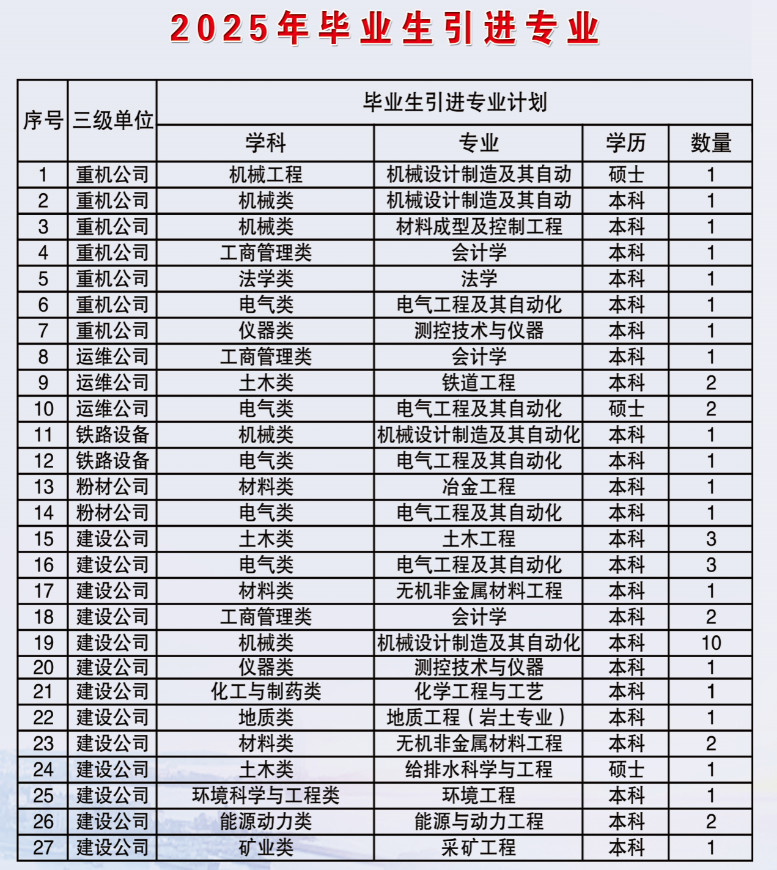 2025年毕业生引进专业
序号 三级单位 毕业生引进专业计划
学科 专业 学历 数量
1 重机公司 机械工程 机械设计制造及其自动 硕士 1
2 重机公司 机械类 机械设计制造及其自动 本科 1
3 重机公司 机械类 材料成型及控制工程 本科 1
4 重机公司 工商管理类 会计学 本科 1
5 重机公司 法学类 法学 本科 1
6 重机公司 电气类 电气工程及其自动化 本科 1
7 重机公司 仪器类 测控技术与仪器 本科 1
8 运维公司 工商管理类 会计学 本科 1
9 运维公司 土木类 铁道工程 本科 2
10 运维公司 电气类 电气工程及其自动化 硕士 2
11 铁路设备 机械类 机械设计制造及其自动化 本科 1
12 铁路设备 电气类 电气工程及其自动化 本科 1
13 粉材公司 材料类 冶金工程 本科 1
14 粉材公司 电气类 电气工程及其自动化 本科 1
15 建设公司 土木类 土木工程 本科 3
16 建设公司 电气类 电气工程及其自动化 本科 3
17 建设公司 材料类 无机非金属材料工程 本科 1
18 建设公司 工商管理类 会计学 本科 2
19 建设公司 机械类 机械设计制造及其自动化 本科 10
20 建设公司 仪器类 测控技术与仪器 本科 1
21 建设公司 化工与制药类 化学工程与工艺 本科 1
22 建设公司 地质类 地质工程（岩土专业） 本科 1
23 建设公司 材料类 无机非金属材料工程 本科 2
24 建设公司 土木类 给排水科学与工程 硕士 1
25 建设公司 环境科学与工程类 环境工程 本科 1
26 建设公司 能源动力类 能源与动力工程 本科 2
27 建设公司 矿业类 采矿工程 本科 1